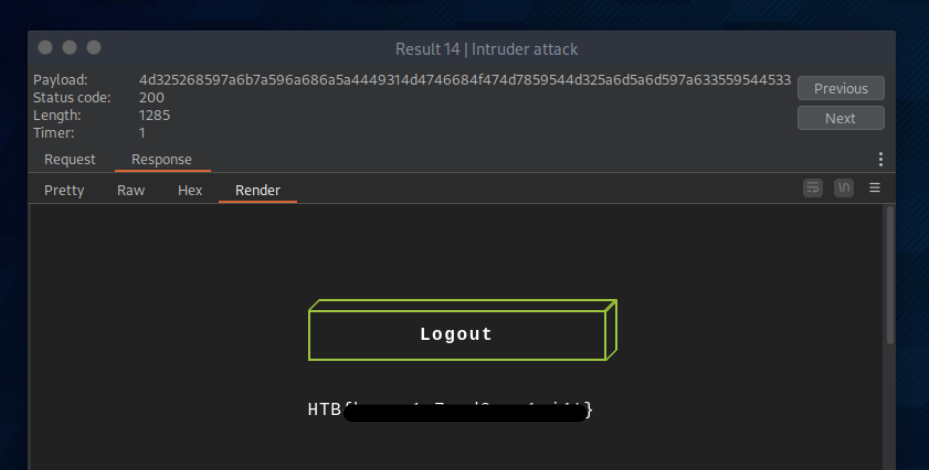 Result 14 | Intruder attack
Payload: 4d325268597a6b7a596a686a5a4449314d4746684f474d7859544d325a6d5a6d597a633559544533
Previous
Status code: 200
Length: 1285
Next
Timer: 1
Request Response
Pretty Raw Hex Render \n
Logout
HTB{ }